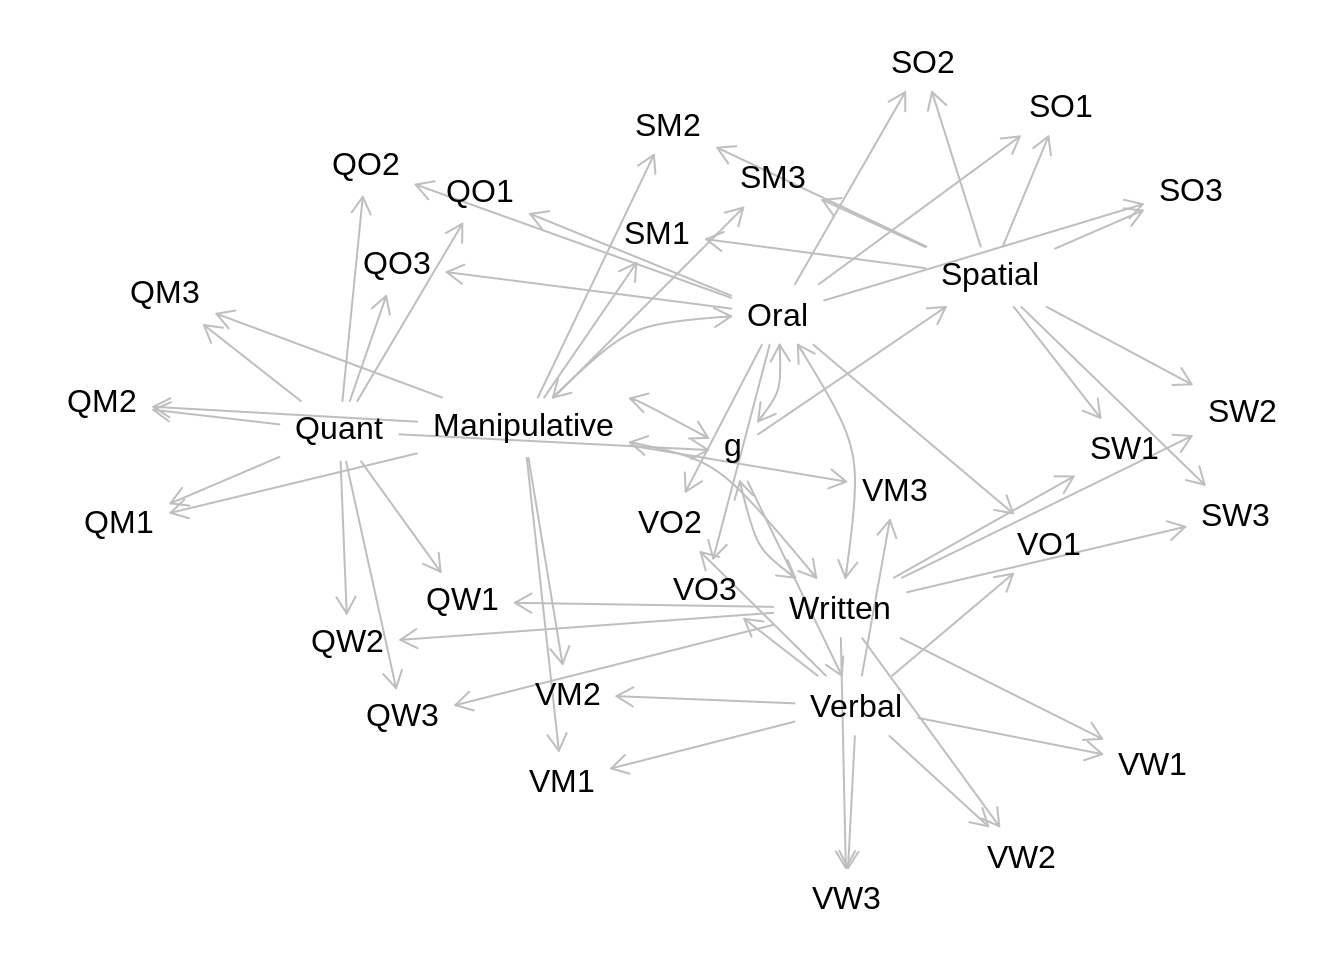 SO2
SO1
SM2
QO2
SM3
QO1
SO3
SM1
QO3
Spatial
QM3
Oral
QM2
SW2
Quant
Manipulative
g
SW1
VM3
SW3
QM1
VO2
VO1
VO3
QW1
Written
QW2
VM2
Verbal
QW3
VW1
VM1
VW2
VW3